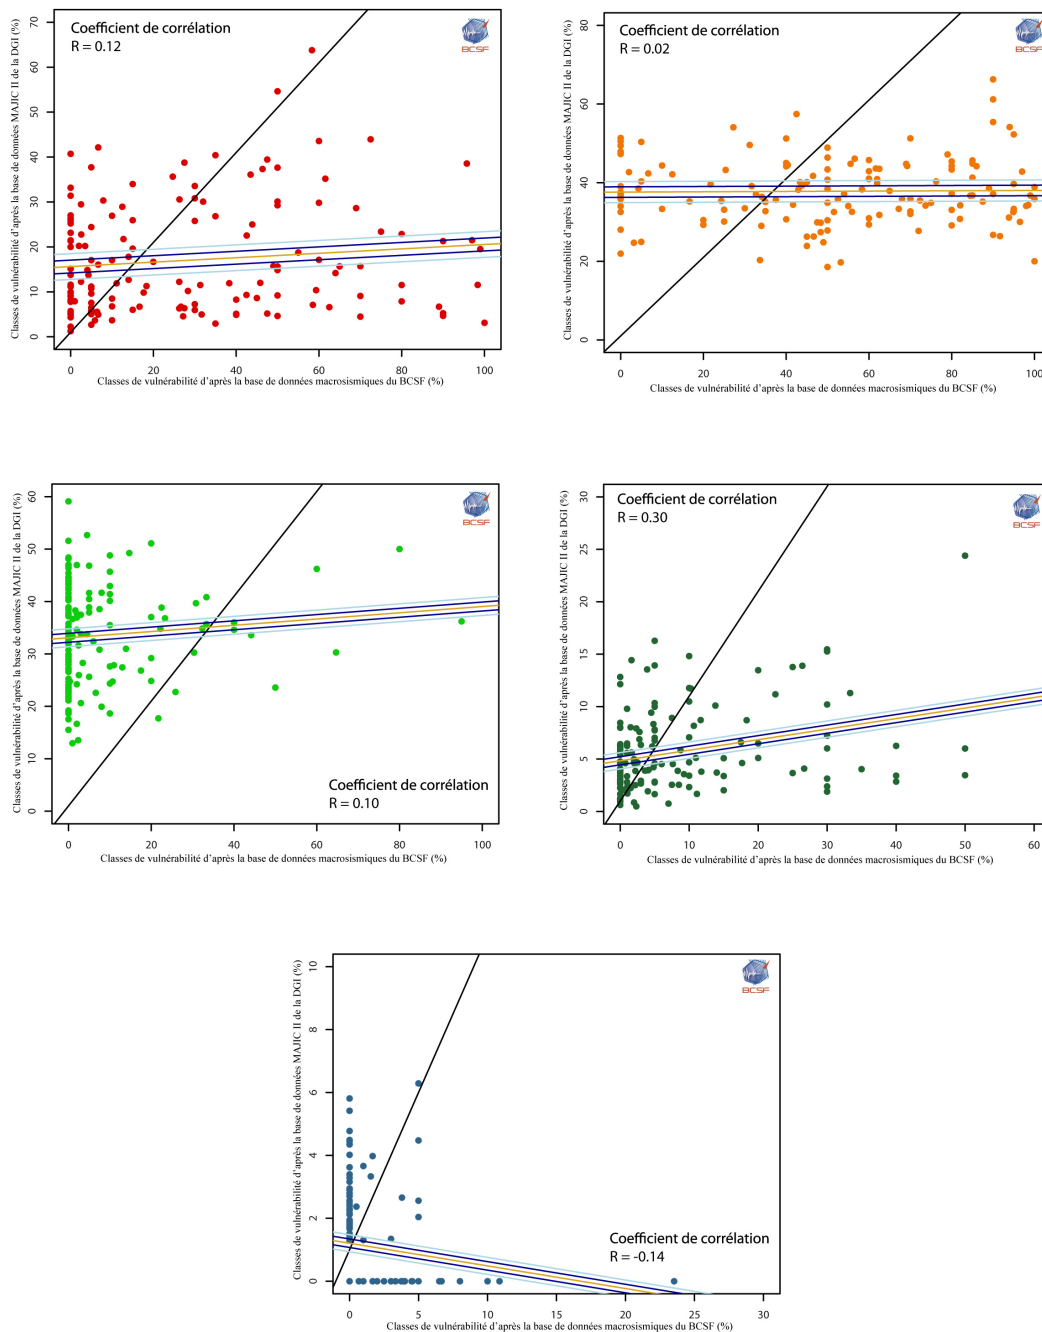 Coefficient de corrélation
R = 0.12
BCSF
Classes de vulnérabilité d'après la base de données MAJIC II de la DGI (%)
70
60
50
40
30
20
10
0
0 20 40 60 80 100
Classes de vulnérabilité d'après la base de données macrosismiques du BCSF (%)
Coefficient de corrélation
R = 0.02
BCSF
Classes de vulnérabilité d'après la base de données MAJIC II de la DGI (%)
80
60
40
20
0
0 20 40 60 80 100
Classes de vulnérabilité d'après la base de données macrosismiques du BCSF (%)
BCSF
Classes de vulnérabilité d'après la base de données MAJIC II de la DGI (%)
60
50
40
30
20
10
0
Coefficient de corrélation
R = 0.10
0 20 40 60 80 100
Classes de vulnérabilité d'après la base de données macrosismiques du BCSF (%)
Coefficient de corrélation
R = 0.30
BCSF
Classes de vulnérabilité d'après la base de données MAJIC II de la DGI (%)
30
25
20
15
10
5
0
0 10 20 30 40 50 60
Classes de vulnérabilité d'après la base de données macrosismiques du BCSF (%)
BCSF
Classes de vulnérabilité d'après la base de données MAJIC II de la DGI (%)
10
8
6
4
2
0
Coefficient de corrélation
R = -0.14
0 5 10 15 20 25 30
Classes de vulnérabilité d'après la base de données macrosismiques du BCSF (%)